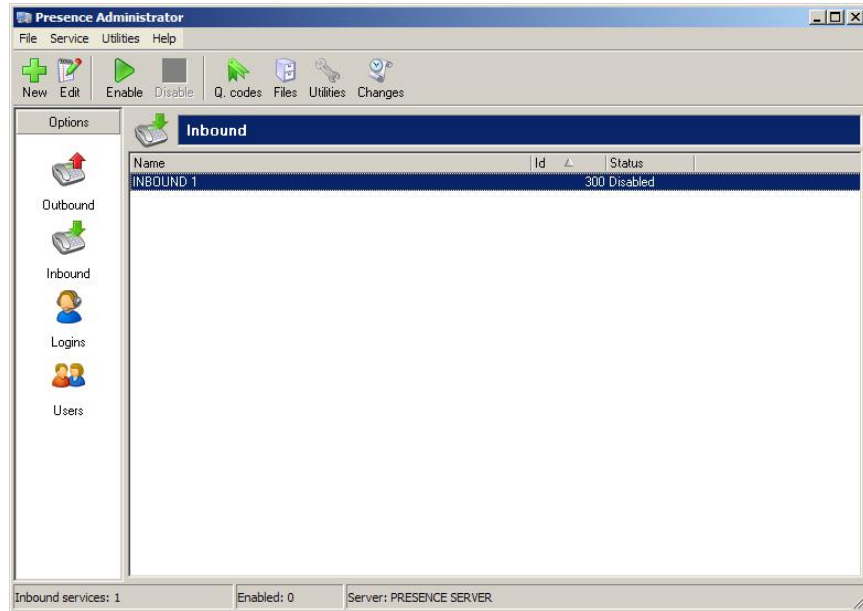 Presence Administrator
File Service Utilities Help
New Edit Enable Disable Q. codes Files Utilities Changes
Options
Inbound
Name Id Status
INBOUND 1 300 Disabled
Outbound
Inbound
Logins
Users
Inbound services: 1 Enabled: 0 Server: PRESENCE SERVER